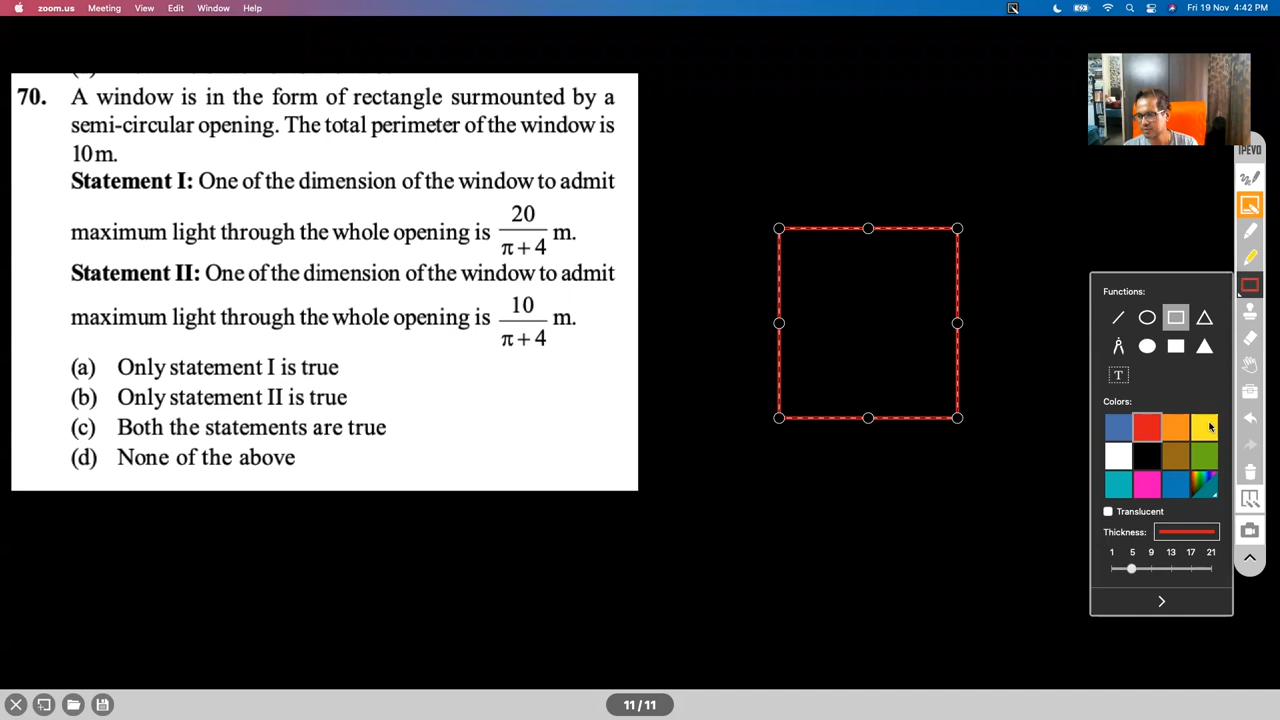 zoom.us Meeting View Edit Window Help Fri 19 Nov 4:42 PM
70. A window is in the form of rectangle surmounted by a
semi-circular opening. The total perimeter of the window is
10m.
Statement I: One of the dimension of the window to admit
maximum light through the whole opening is 20/(π+4) m.
Statement II: One of the dimension of the window to admit
maximum light through the whole opening is 10/(π+4) m.
(a) Only statement I is true
(b) Only statement II is true
(c) Both the statements are true
(d) None of the above
IPEVO
Functions:
T
Colors:
Translucent
Thickness:
1 5 9 13 17 21
11 / 11